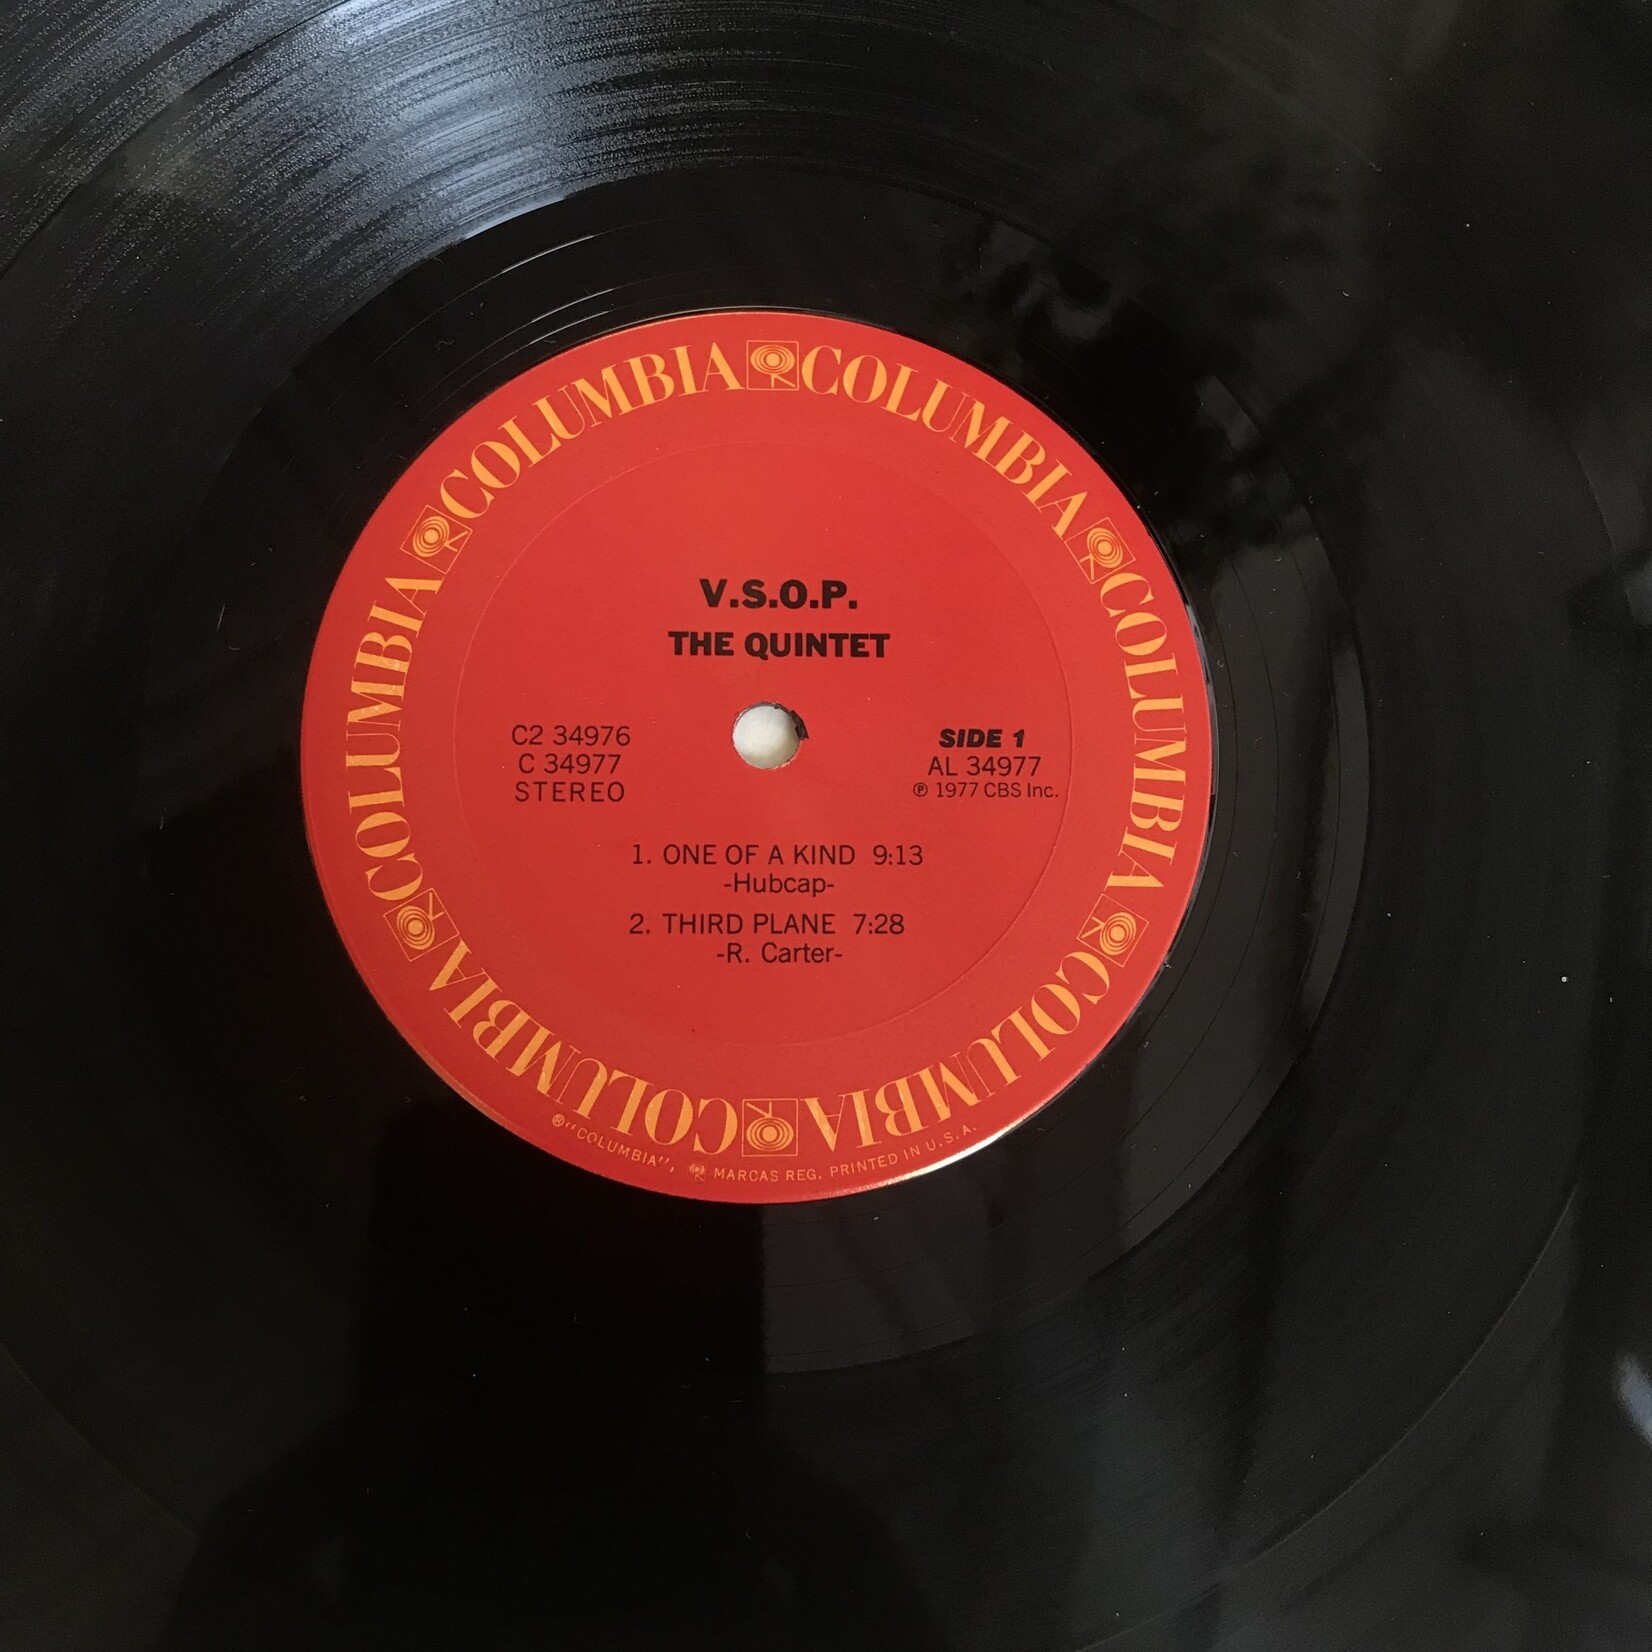 COLUMBIA COLUMBIA COLUMBIA COLUMBIA COLUMBIA COLUMBIA
V.S.O.P.
THE QUINTET
C2 34976
C 34977
STEREO
SIDE 1
AL 34977
℗ 1977 CBS Inc.
1. ONE OF A KIND 9:13
-Hubcap-
2. THIRD PLANE 7:28
-R. Carter-
®"COLUMBIA", MARCAS REG. PRINTED IN U.S.A.